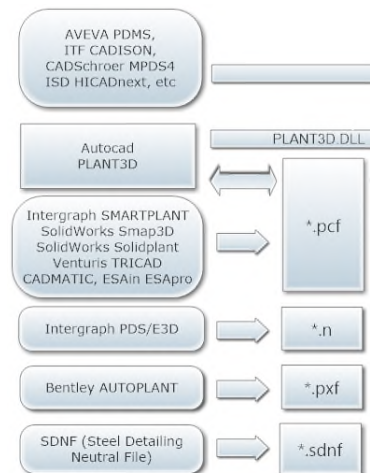 AVEVA PDMS,
ITF CADISON,
CADSchroer MPDS4
ISD HICADnext, etc
PLANT3D.DLL
Autocad
PLANT3D
Intergraph SMARTPLANT
SolidWorks Smap3D
SolidWorks Solidplant
Venturis TRICAD
CADMATIC, ESAin ESApro
*.pcf
Intergraph PDS/E3D
*.n
Bentley AUTOPLANT
*.pxf
SDNF (Steel Detailing
Neutral File)
*.sdnf